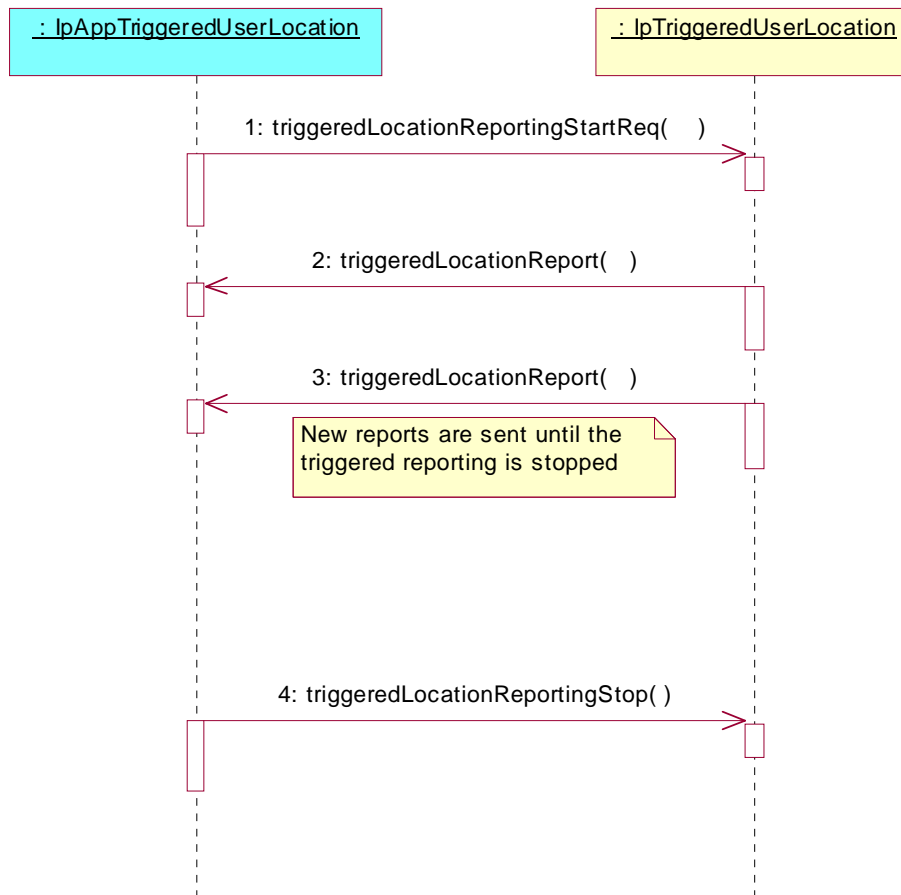 : IpAppTriggeredUserLocation
: IpTriggeredUserLocation
1: triggeredLocationReportingStartReq( )
2: triggeredLocationReport( )
3: triggeredLocationReport( )
New reports are sent until the
triggered reporting is stopped
4: triggeredLocationReportingStop( )